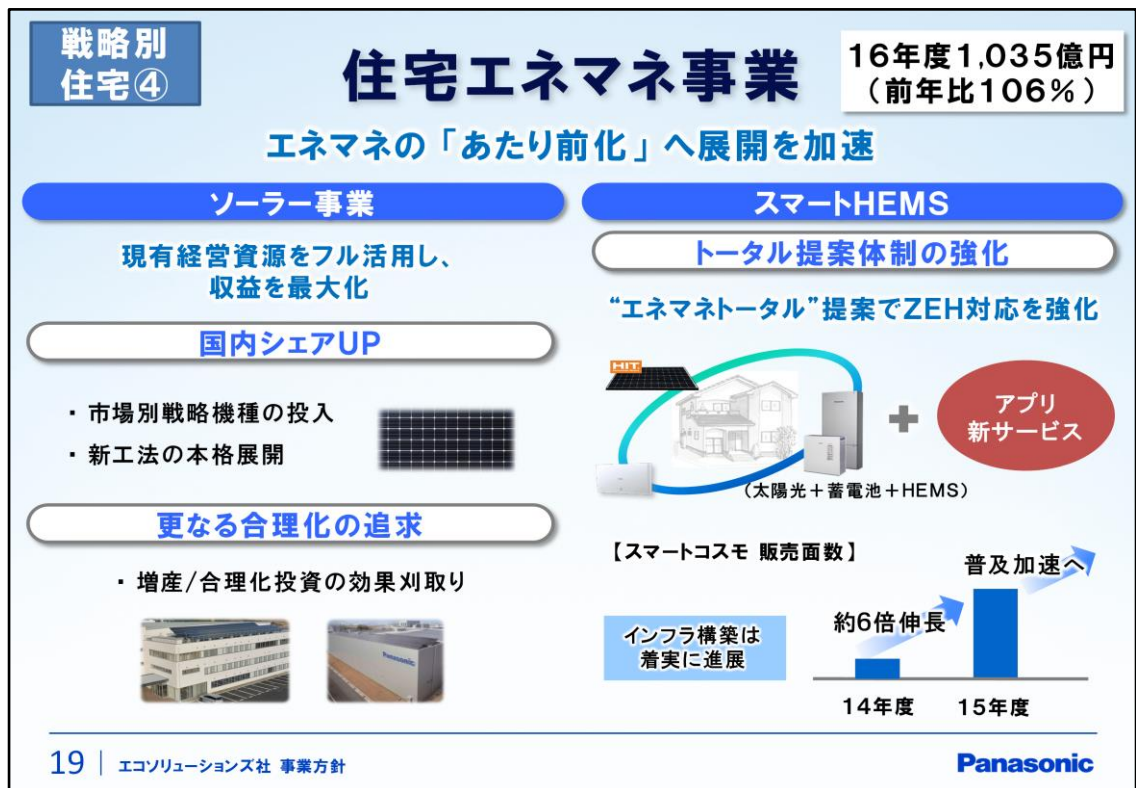 戦略別
住宅④
住宅エネマネ事業
16年度1,035億円
（前年比106％）
エネマネの「あたり前化」へ展開を加速
ソーラー事業
現有経営資源をフル活用し、
収益を最大化
国内シェアUP
・市場別戦略機種の投入
・新工法の本格展開
更なる合理化の追求
・増産/合理化投資の効果刈取り
Panasonic
スマートHEMS
トータル提案体制の強化
“エネマネトータル”提案でZEH対応を強化
HIT
＋
アプリ
新サービス
（太陽光＋蓄電池＋HEMS）
【スマートコスモ 販売面数】
インフラ構築は
着実に進展
約6倍伸長
普及加速へ
14年度
15年度
19 | エコソリューションズ社 事業方針
Panasonic